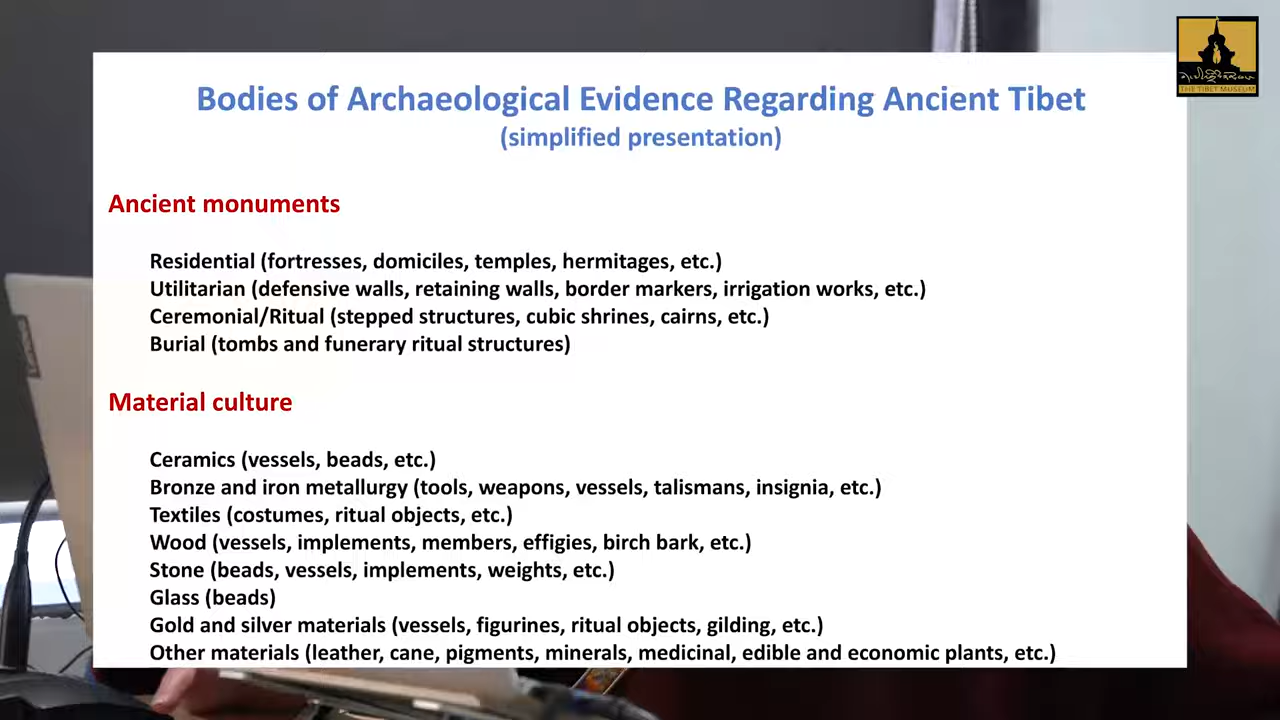 Bodies of Archaeological Evidence Regarding Ancient Tibet
(simplified presentation)
THE TIBET MUSEUM
Ancient monuments
Residential (fortresses, domiciles, temples, hermitages, etc.)
Utilitarian (defensive walls, retaining walls, border markers, irrigation works, etc.)
Ceremonial/Ritual (stepped structures, cubic shrines, cairns, etc.)
Burial (tombs and funerary ritual structures)
Material culture
Ceramics (vessels, beads, etc.)
Bronze and iron metallurgy (tools, weapons, vessels, talismans, insignia, etc.)
Textiles (costumes, ritual objects, etc.)
Wood (vessels, implements, members, effigies, birch bark, etc.)
Stone (beads, vessels, implements, weights, etc.)
Glass (beads)
Gold and silver materials (vessels, figurines, ritual objects, gilding, etc.)
Other materials (leather, cane, pigments, minerals, medicinal, edible and economic plants, etc.)